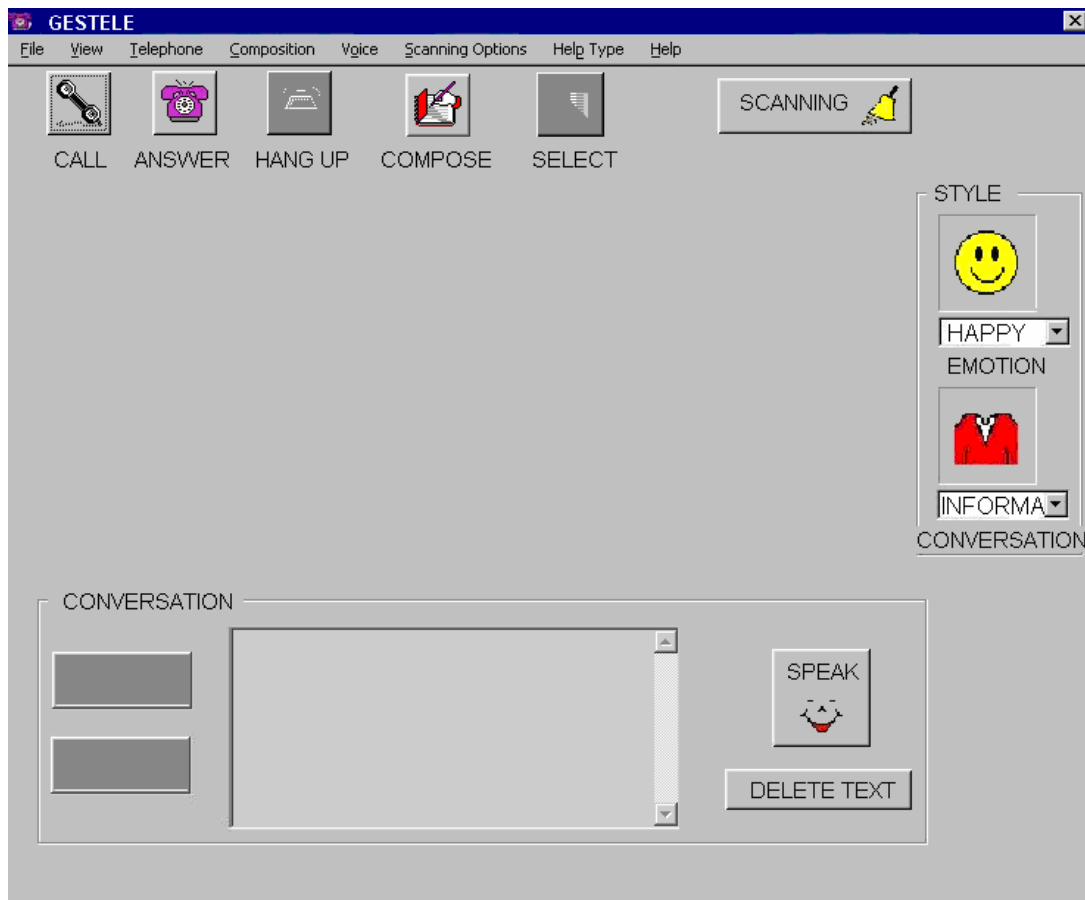 GESTELE
File View Telephone Composition Voice Scanning Options Help Type Help
SCANNING
CALL ANSWER HANG UP COMPOSE SELECT
STYLE
HAPPY
EMOTION
INFORMA
CONVERSATION
CONVERSATION
SPEAK
DELETE TEXT